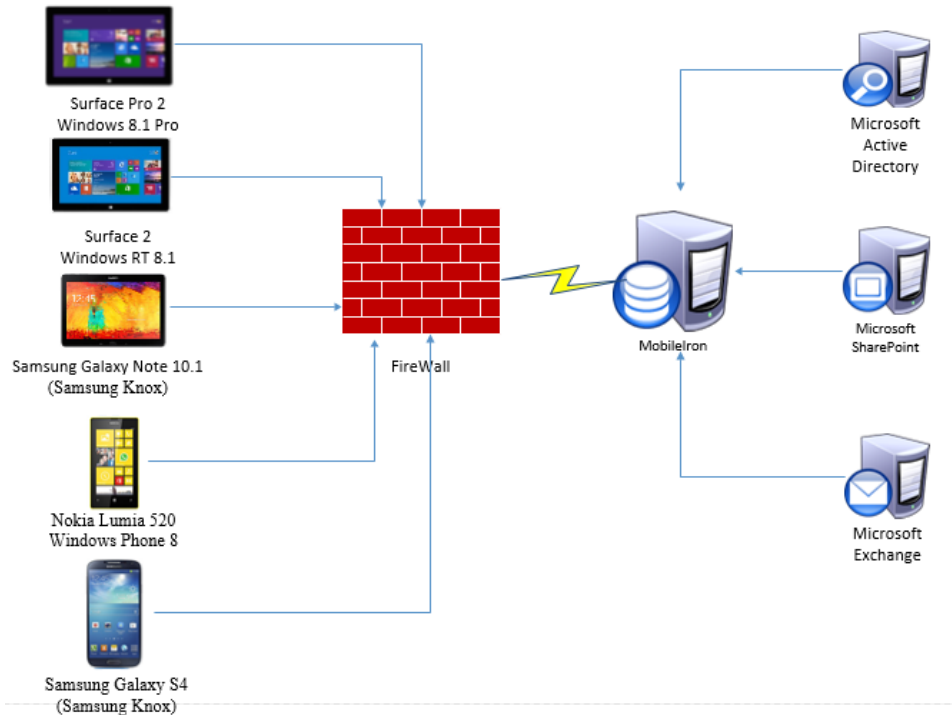 Surface Pro 2
Windows 8.1 Pro
Surface 2
Windows RT 8.1
12:45
Samsung Galaxy Note 10.1
(Samsung Knox)
Nokia Lumia 520
Windows Phone 8
Samsung Galaxy S4
(Samsung Knox)
FireWall
MobileIron
Microsoft
Active
Directory
Microsoft
SharePoint
Microsoft
Exchange